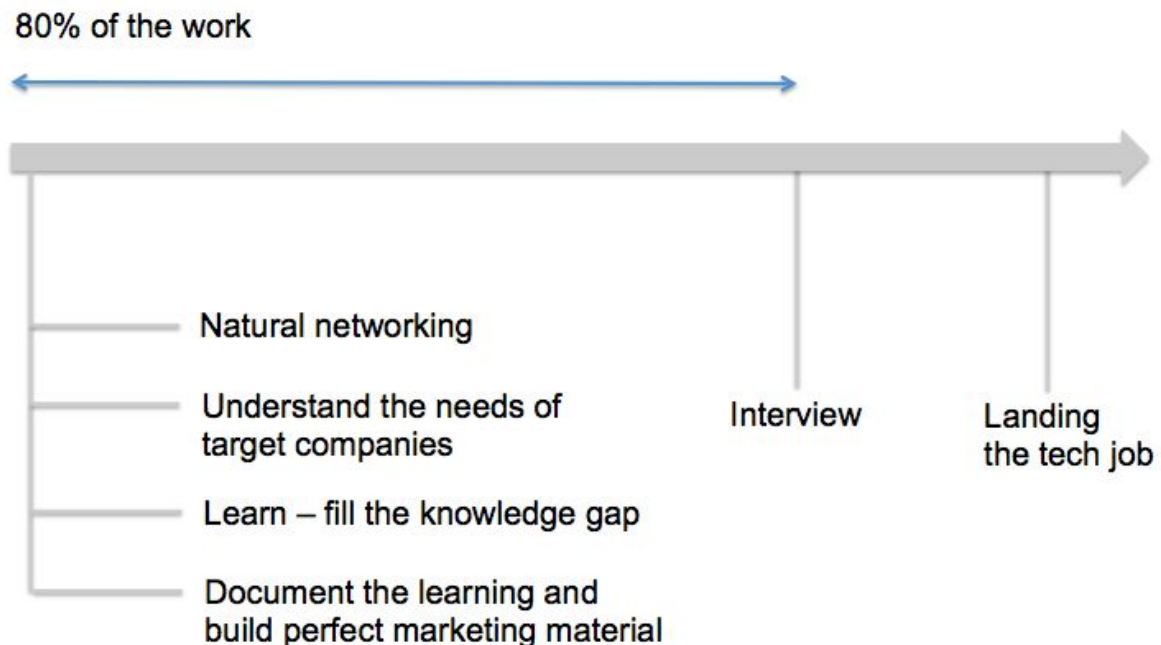 80% of the work
Natural networking
Understand the needs of
target companies
Learn – fill the knowledge gap
Document the learning and
build perfect marketing material
Interview
Landing
the tech job